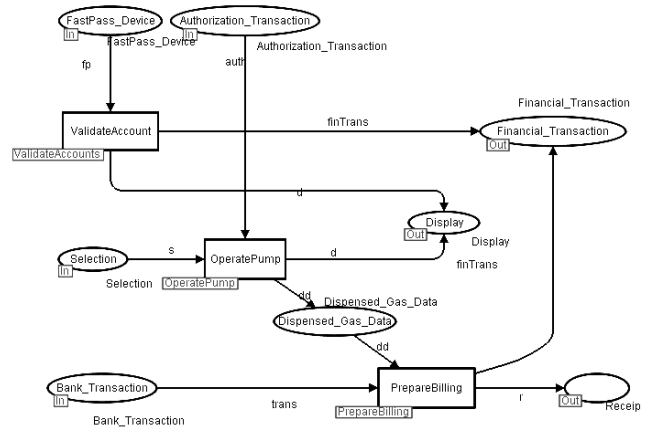 FastPass_Device
In
FastPass_Device
Authorization_Transaction
In
Authorization_Transaction
fp
auth
Financial_Transaction
ValidateAccount
ValidateAccounts
finTrans
Financial_Transaction
Out
d
Display
Out
Display
Selection
In
Selection
s
OperatePump
OperatePump
d
finTrans
dd
Dispensed_Gas_Data
Dispensed_Gas_Data
dd
Bank_Transaction
In
Bank_Transaction
trans
PrepareBilling
PrepareBilling
r
Out
Receip